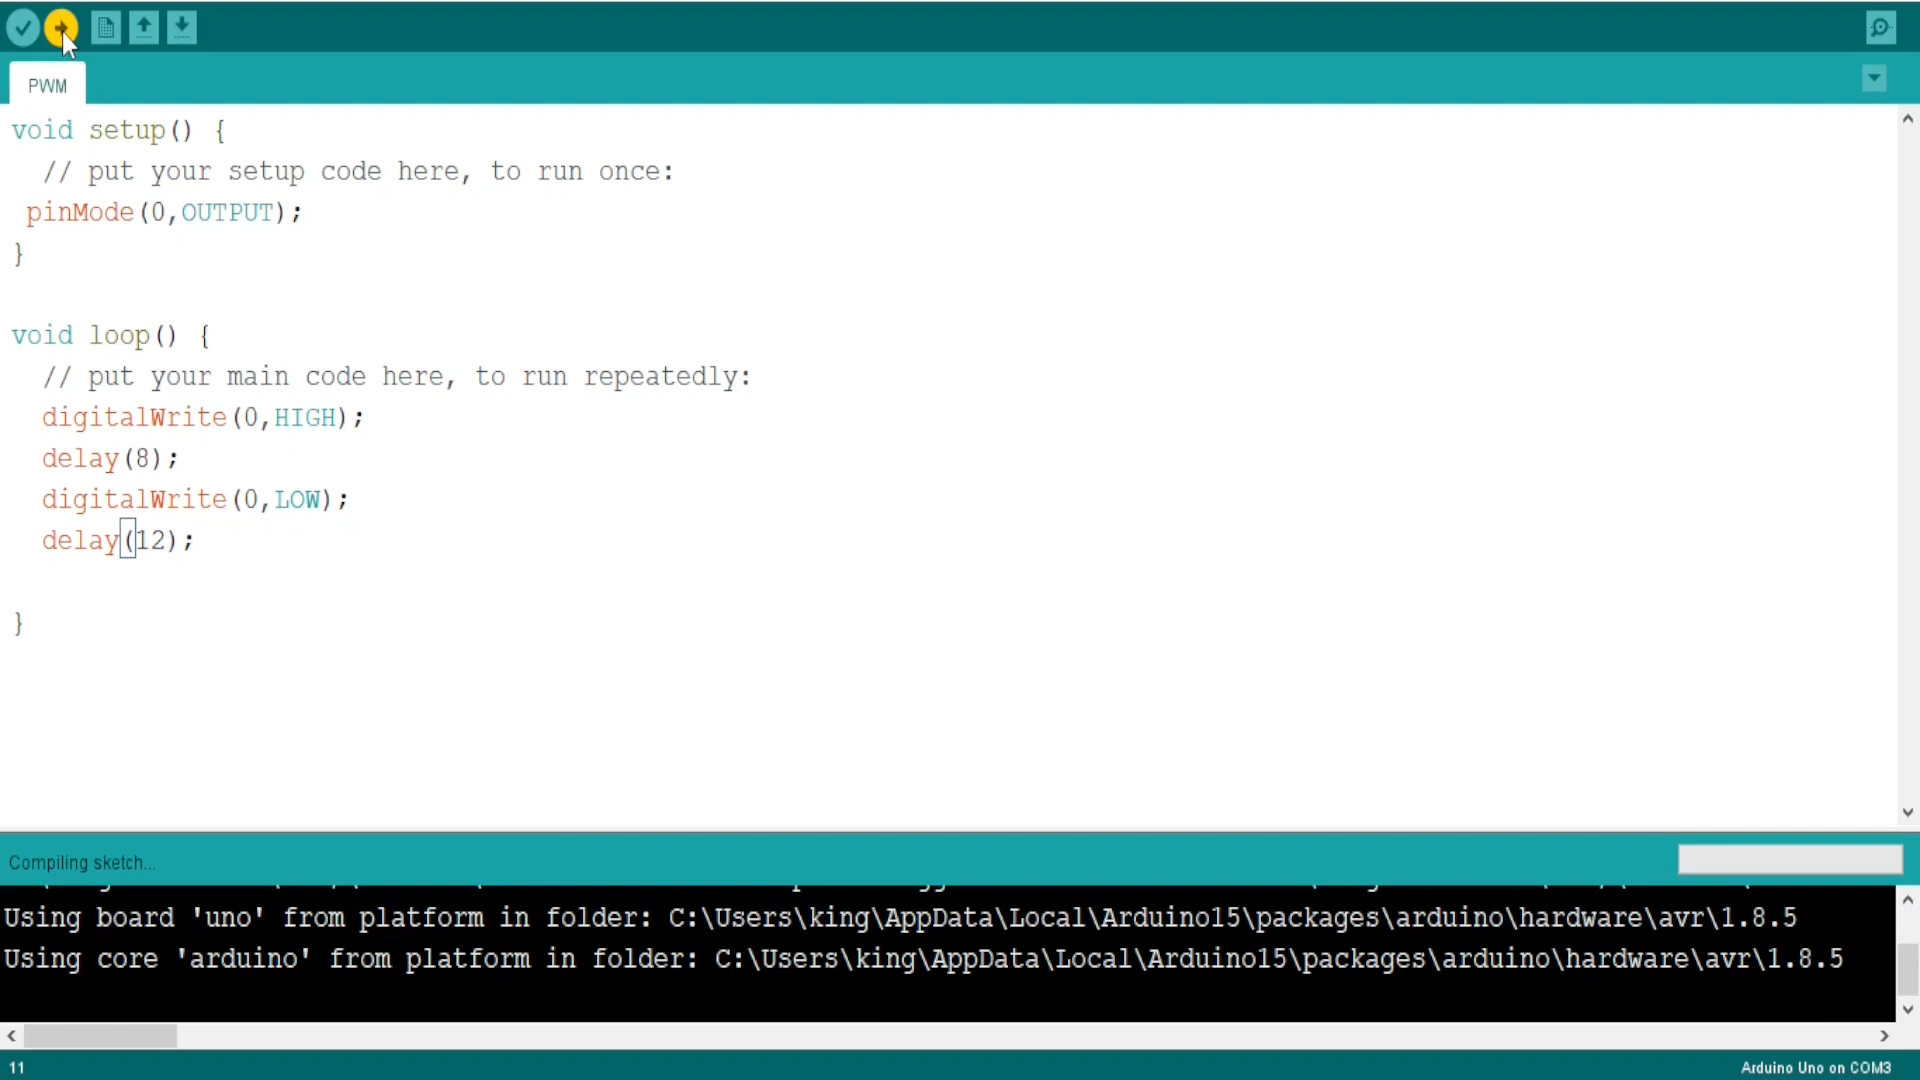 PWM
void setup() {
// put your setup code here, to run once:
pinMode(0,OUTPUT);
}
void loop() {
// put your main code here, to run repeatedly:
digitalWrite(0,HIGH);
delay(8);
digitalWrite(0,LOW);
delay(12);
}
Compiling sketch...
Using board 'uno' from platform in folder: C:\Users\king\AppData\Local\Arduino15\packages\arduino\hardware\avr\1.8.5
Using core 'arduino' from platform in folder: C:\Users\king\AppData\Local\Arduino15\packages\arduino\hardware\avr\1.8.5
11
Arduino Uno on COM3